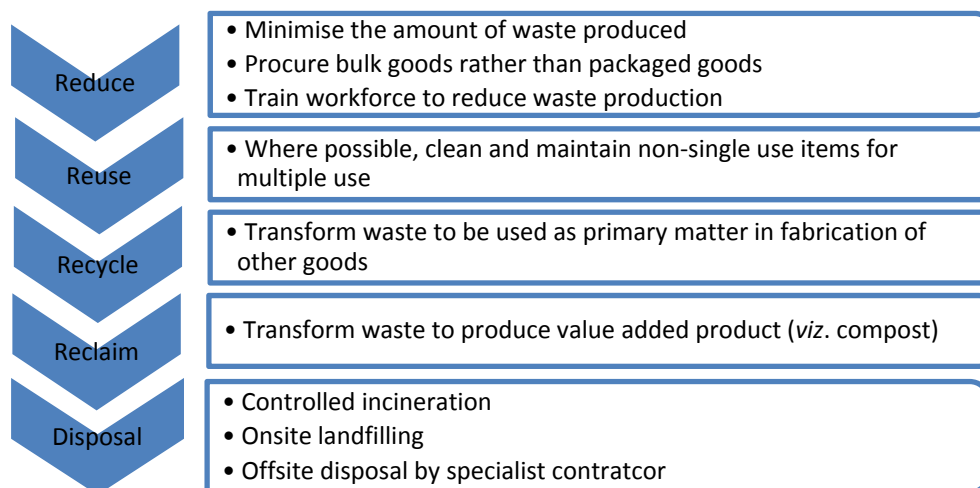 Reduce
• Minimise the amount of waste produced
• Procure bulk goods rather than packaged goods
• Train workforce to reduce waste production
Reuse
• Where possible, clean and maintain non-single use items for
multiple use
Recycle
• Transform waste to be used as primary matter in fabrication of
other goods
Reclaim
• Transform waste to produce value added product (viz. compost)
Disposal
• Controlled incineration
• Onsite landfilling
• Offsite disposal by specialist contratcor